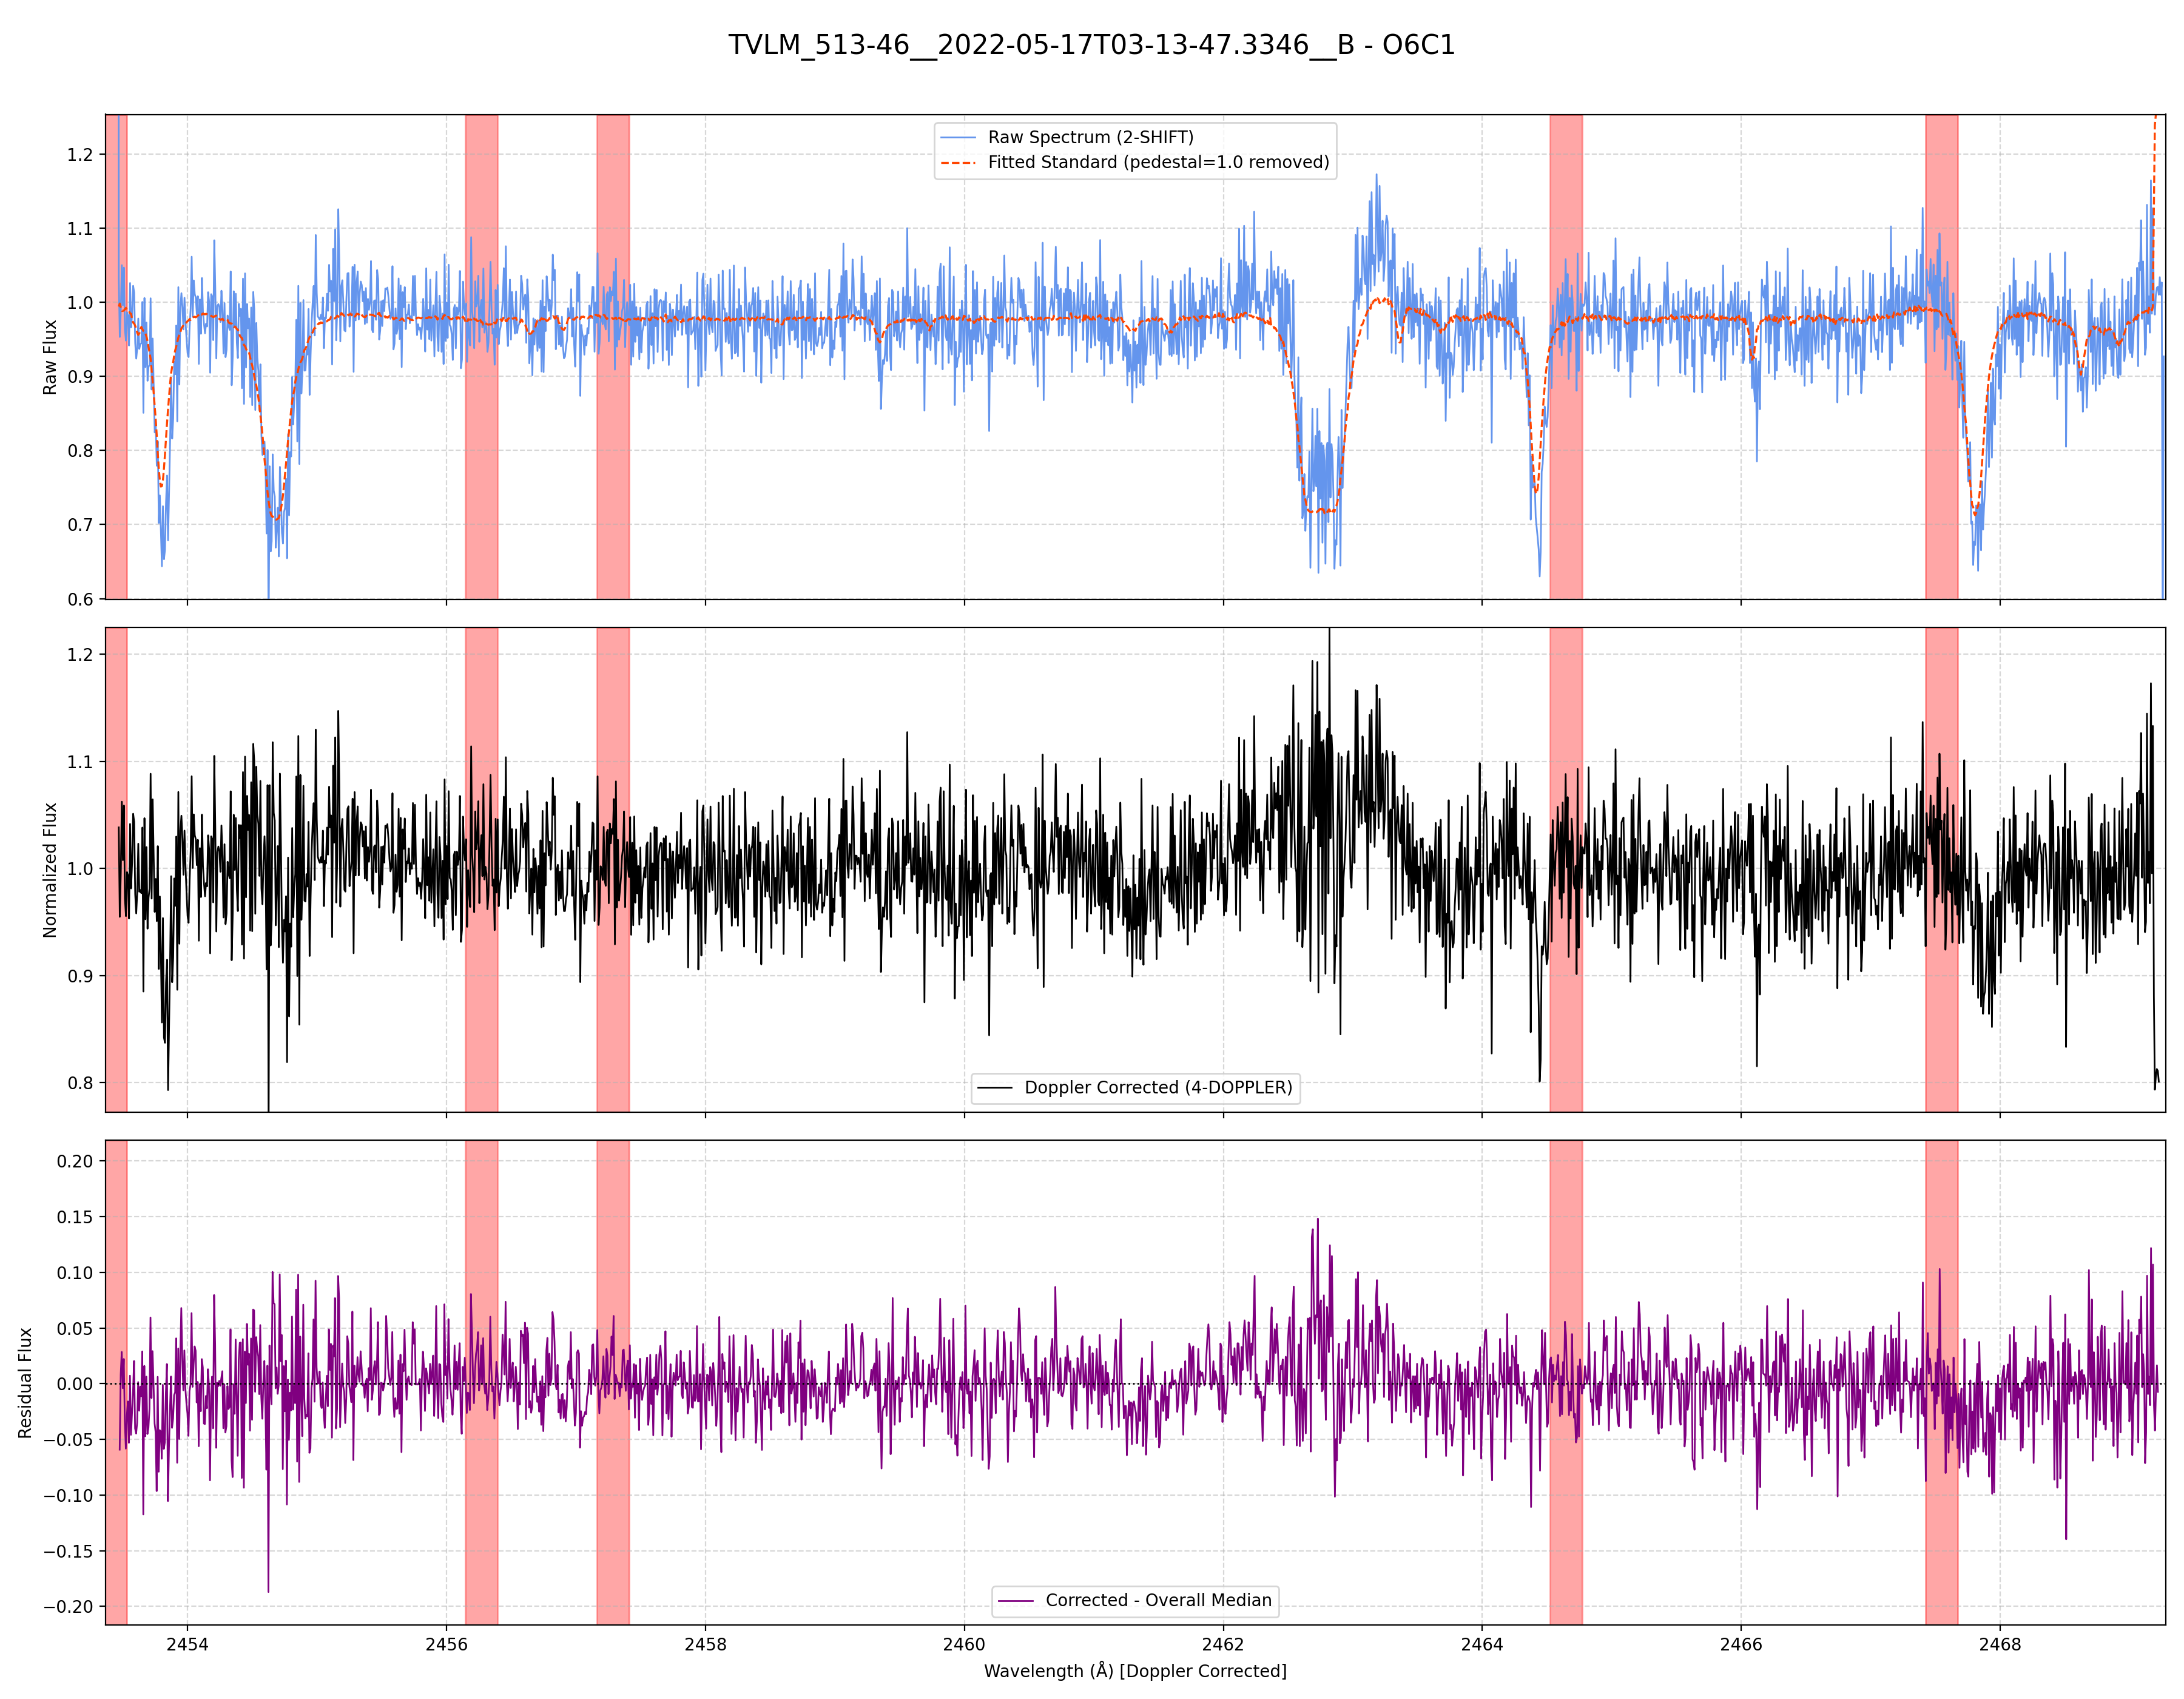 TVLM_513-46__2022-05-17T03-13-47.3346__B - O6C1
Raw Spectrum (2-SHIFT)
Fitted Standard (pedestal=1.0 removed)
Raw Flux
1.2
1.1
1.0
0.9
0.8
0.7
0.6
Normalized Flux
1.2
1.1
1.0
0.9
0.8
Doppler Corrected (4-DOPPLER)
Residual Flux
0.20
0.15
0.10
0.05
0.00
−0.05
−0.10
−0.15
−0.20
Corrected - Overall Median
2454 2456 2458 2460 2462 2464 2466 2468
Wavelength (Å) [Doppler Corrected]